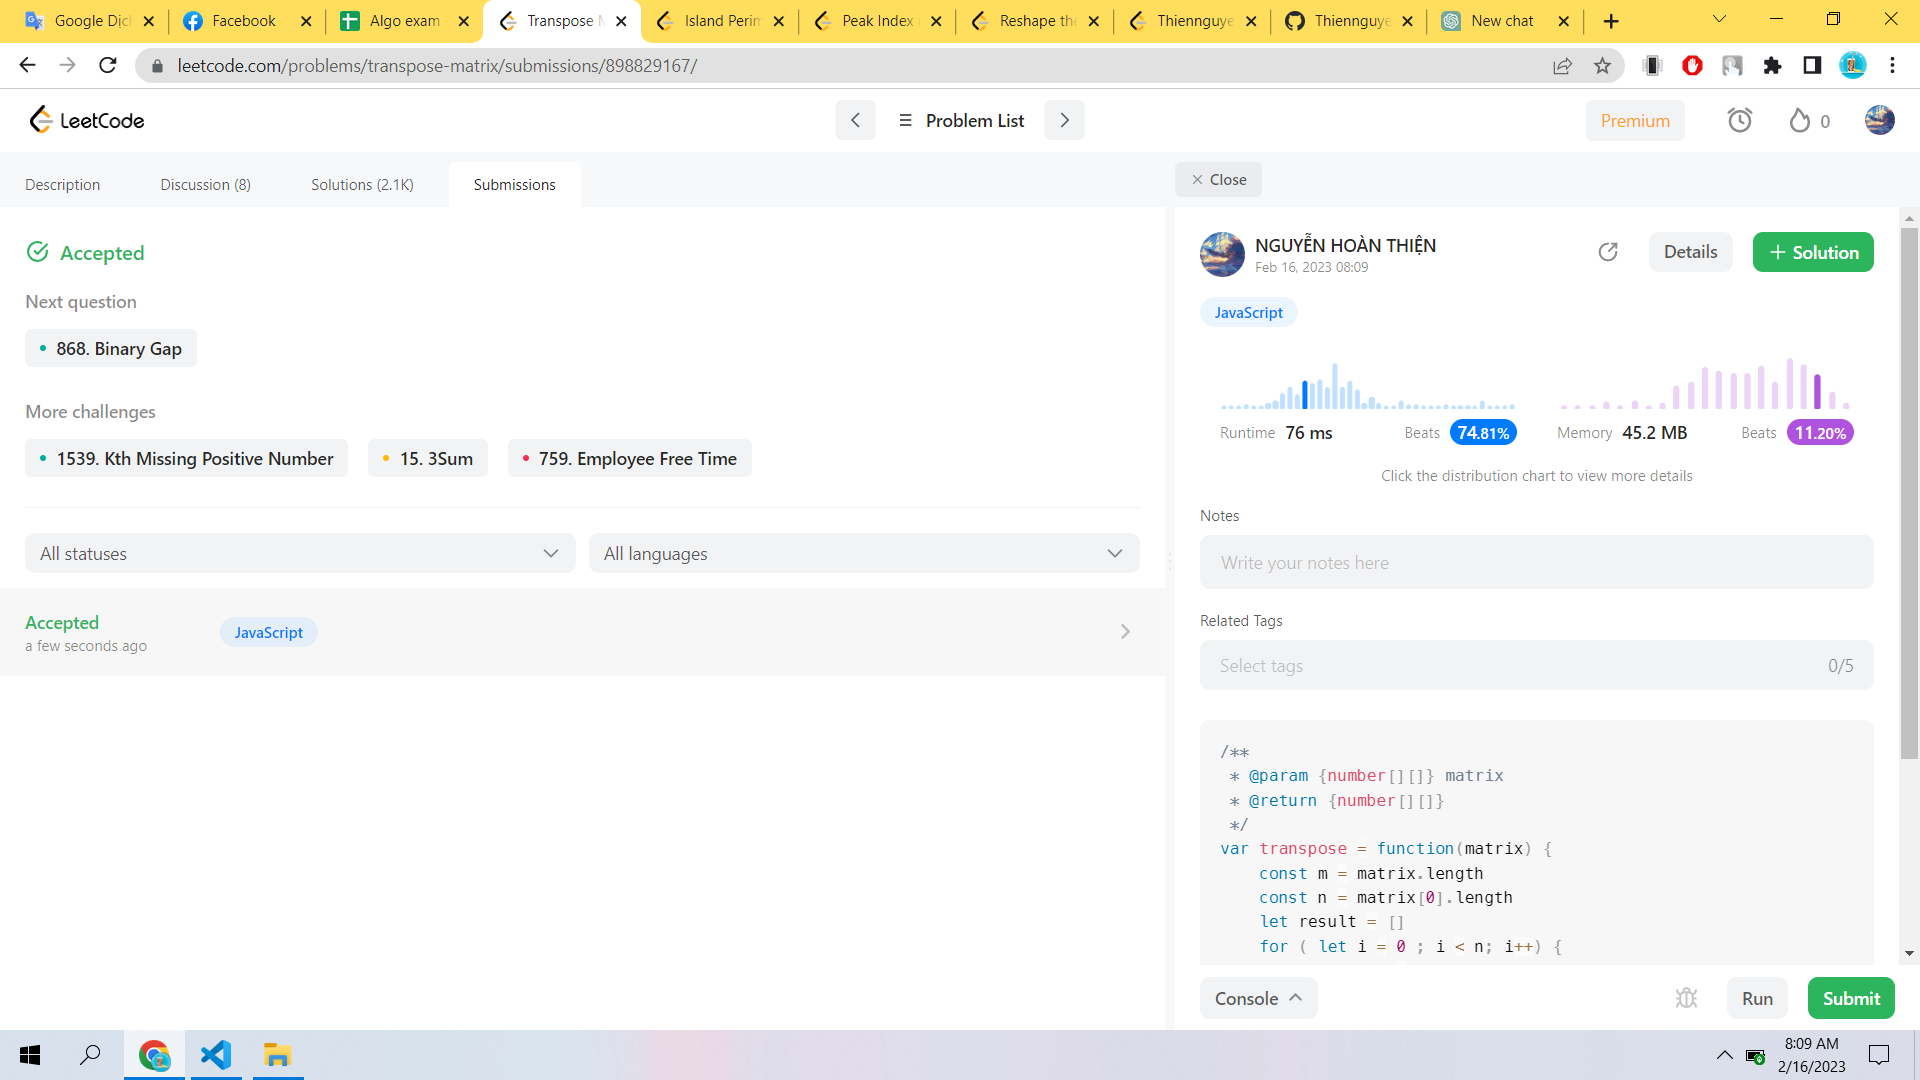 Google Dịch
Facebook
Algo exam -
Transpose M
Island Perim
Peak Index i
Reshape the
Thiennguye
Thiennguye
New chat
leetcode.com/problems/transpose-matrix/submissions/898829167/
LeetCode
Problem List
Premium
0
Description
Discussion (8)
Solutions (2.1K)
Submissions
Close
Accepted
Next question
868. Binary Gap
More challenges
1539. Kth Missing Positive Number
15. 3Sum
759. Employee Free Time
All statuses
All languages
Accepted
a few seconds ago
JavaScript
NGUYỄN HOÀN THIỆN
Feb 16, 2023 08:09
Details
+ Solution
JavaScript
Runtime 76 ms
Beats 74.81%
Memory 45.2 MB
Beats 11.20%
Click the distribution chart to view more details
Notes
Write your notes here
Related Tags
Select tags
0/5
/**
* @param {number[][]} matrix
* @return {number[][]}
*/
var transpose = function(matrix) {
const m = matrix.length
const n = matrix[0].length
let result = []
for ( let i = 0 ; i < n; i++) {
Console
Run
Submit
8:09 AM
2/16/2023